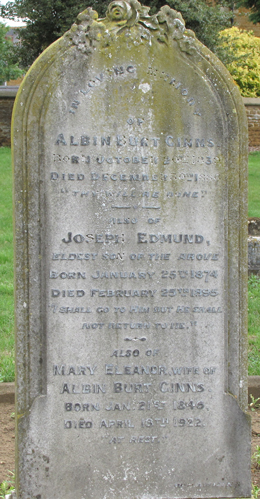 IN LOVING MEMORY
OF
ALBIN BURT GINNS
BORN OCTOBER
DIED DECEMBER
"THY WILL BE DONE"
ALSO OF
JOSEPH EDMUND,
ELDEST SON OF THE ABOVE
BORN JANUARY 25TH 1874
DIED FEBRUARY 25TH 1895
"I SHALL GO TO HIM BUT HE SHALL
NOT RETURN TO ME."
ALSO OF
MARY ELEANOR, WIFE OF
ALBIN BURT GINNS.
BORN JAN. 21ST 1846.
DIED APRIL 13TH 1922.
AT REST.